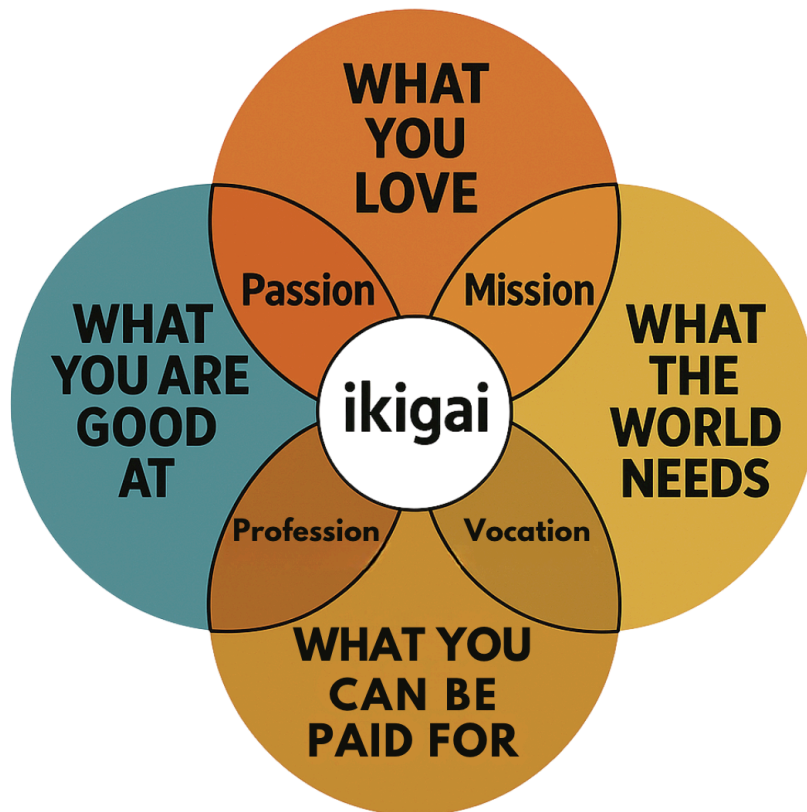 WHAT
YOU
LOVE
Passion
Mission
WHAT
YOU ARE
GOOD
AT
ikigai
WHAT
THE
WORLD
NEEDS
Profession
Vocation
WHAT YOU
CAN BE
PAID FOR